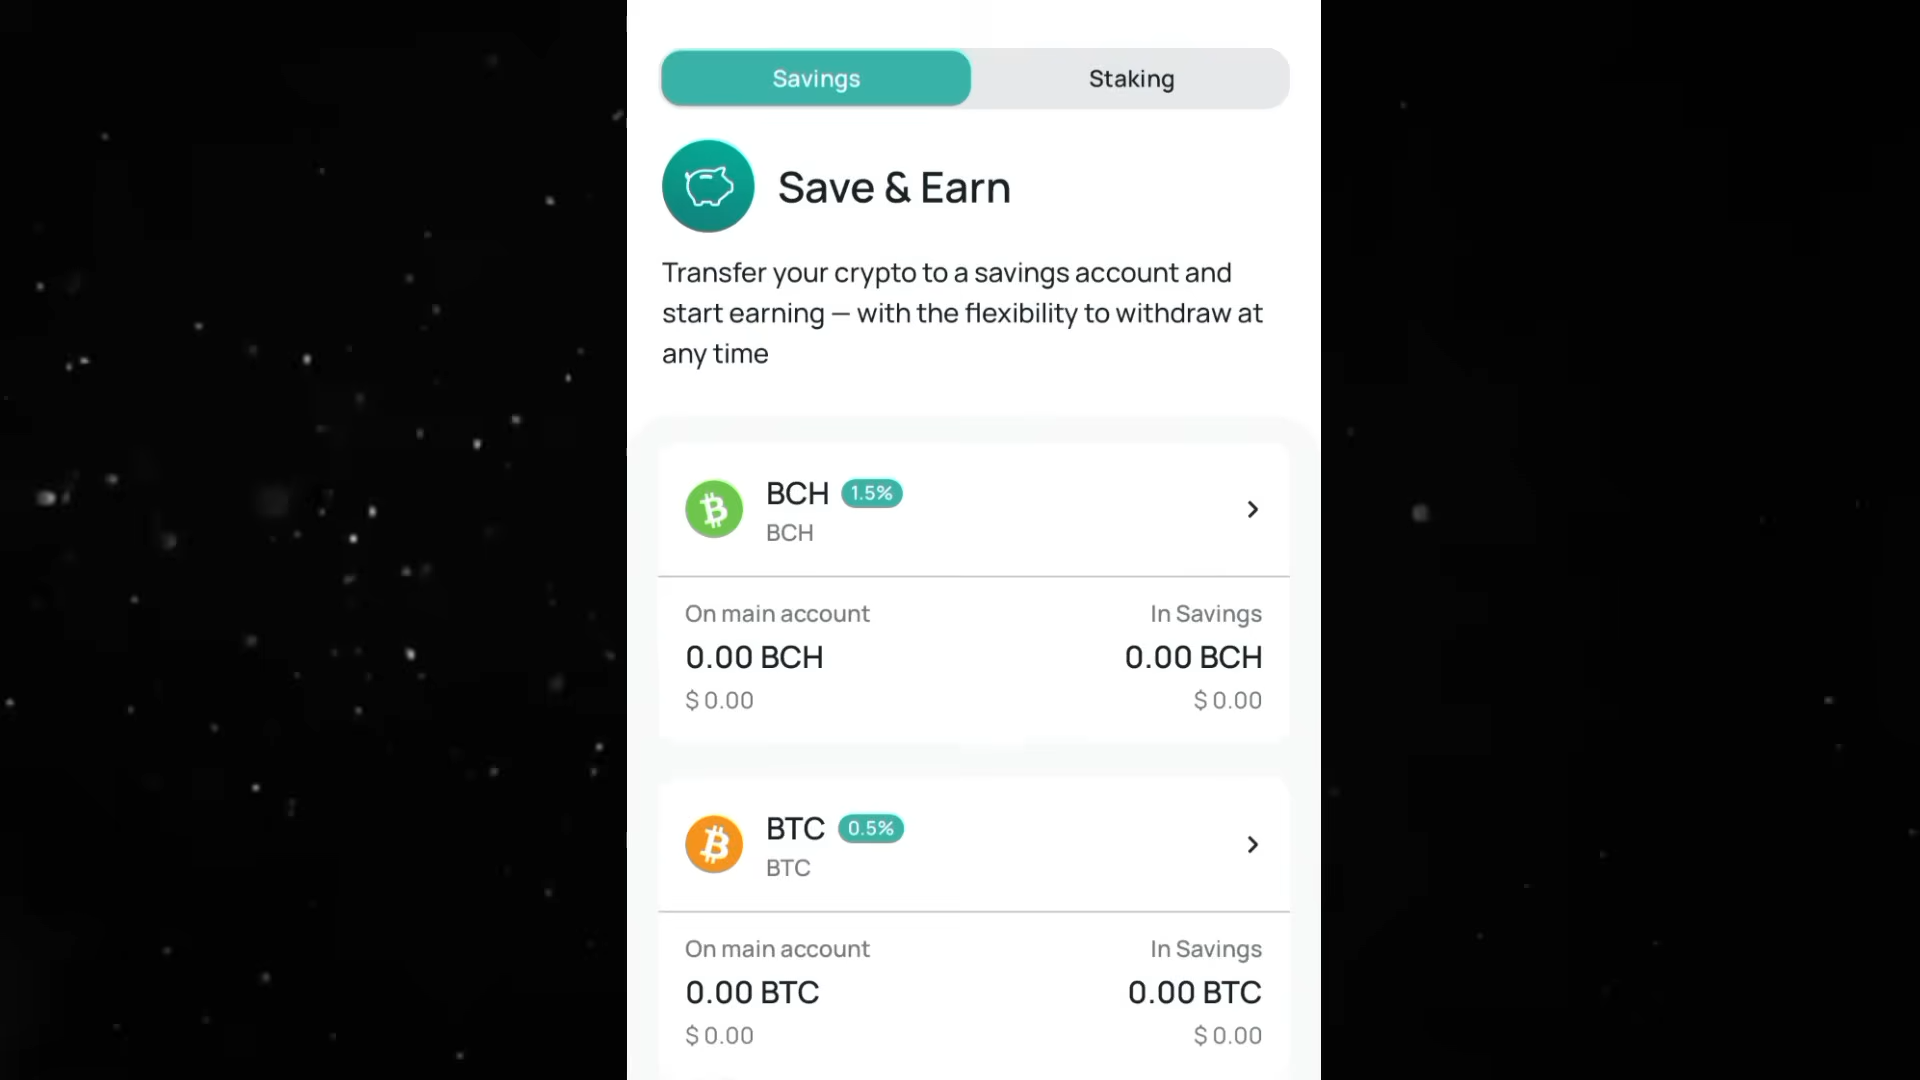 Savings
Staking
Save & Earn
Transfer your crypto to a savings account and
start earning — with the flexibility to withdraw at
any time
BCH 1.5%
BCH
On main account
In Savings
0.00 BCH
0.00 BCH
$ 0.00
$ 0.00
BTC 0.5%
BTC
On main account
In Savings
0.00 BTC
0.00 BTC
$ 0.00
$ 0.00